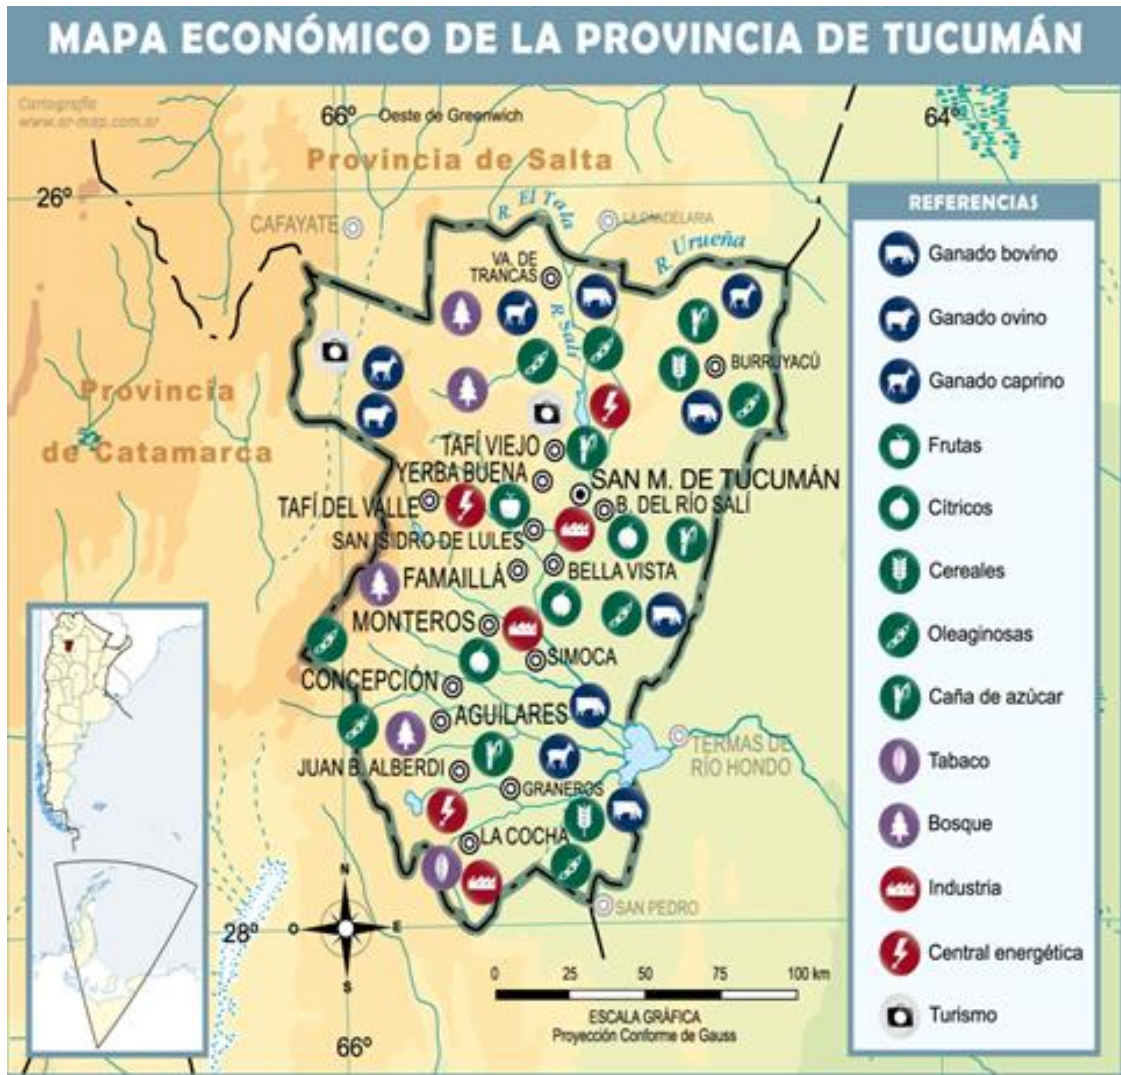 MAPA ECONÓMICO DE LA PROVINCIA DE TUCUMÁN
Cartografía
www.ar-map.com.ar
66º
Oeste de Greenwich
64º
Provincia de Salta
26º
R. El Tala
CAFAYATE
LA CANDELARIA
R. Urueña
VA. DE
TRANCAS
R. Salí
BURRUYACÚ
Provincia
de Catamarca
TAFÍ VIEJO
YERBA BUENA
SAN M. DE TUCUMÁN
TAFÍ DEL VALLE
B. DEL RÍO SALÍ
SAN ISIDRO DE LULES
FAMAILLÁ
BELLA VISTA
MONTEROS
SIMOCA
CONCEPCIÓN
AGUILARES
TERMAS DE
RÍO HONDO
JUAN B. ALBERDI
GRANEROS
LA COCHA
SAN PEDRO
28º
N
O
E
S
66º
0 25 50 75 100 km
ESCALA GRÁFICA
Proyección Conforme de Gauss
REFERENCIAS
Ganado bovino
Ganado ovino
Ganado caprino
Frutas
Cítricos
Cereales
Oleaginosas
Caña de azúcar
Tabaco
Bosque
Industria
Central energética
Turismo